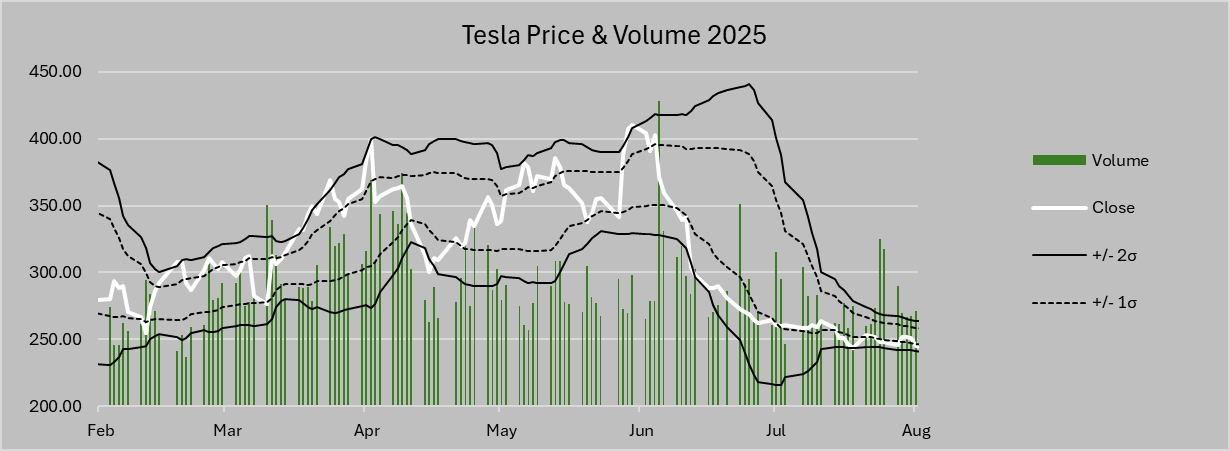 Tesla Price & Volume 2025
450.00
400.00
350.00
300.00
250.00
200.00
Feb Mar Apr May Jun Jul Aug
Volume
Close
+/- 2σ
+/- 1σ